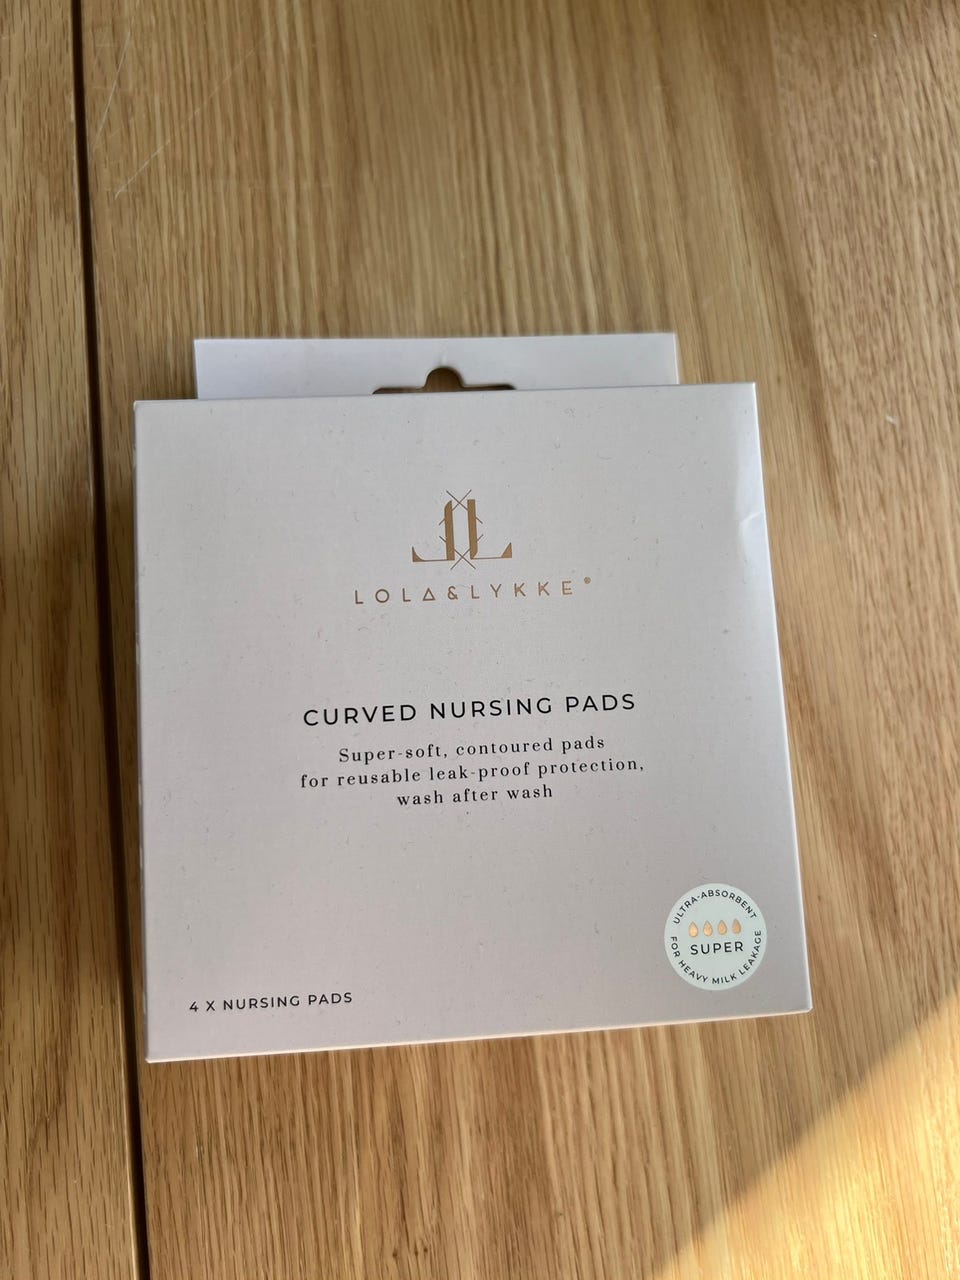 LOLA&LYKKE®
CURVED NURSING PADS
Super-soft, contoured pads
for reusable leak-proof protection,
wash after wash
ULTRA-ABSORBENT
SUPER
FOR HEAVY MILK LEAKAGE
4 X NURSING PADS